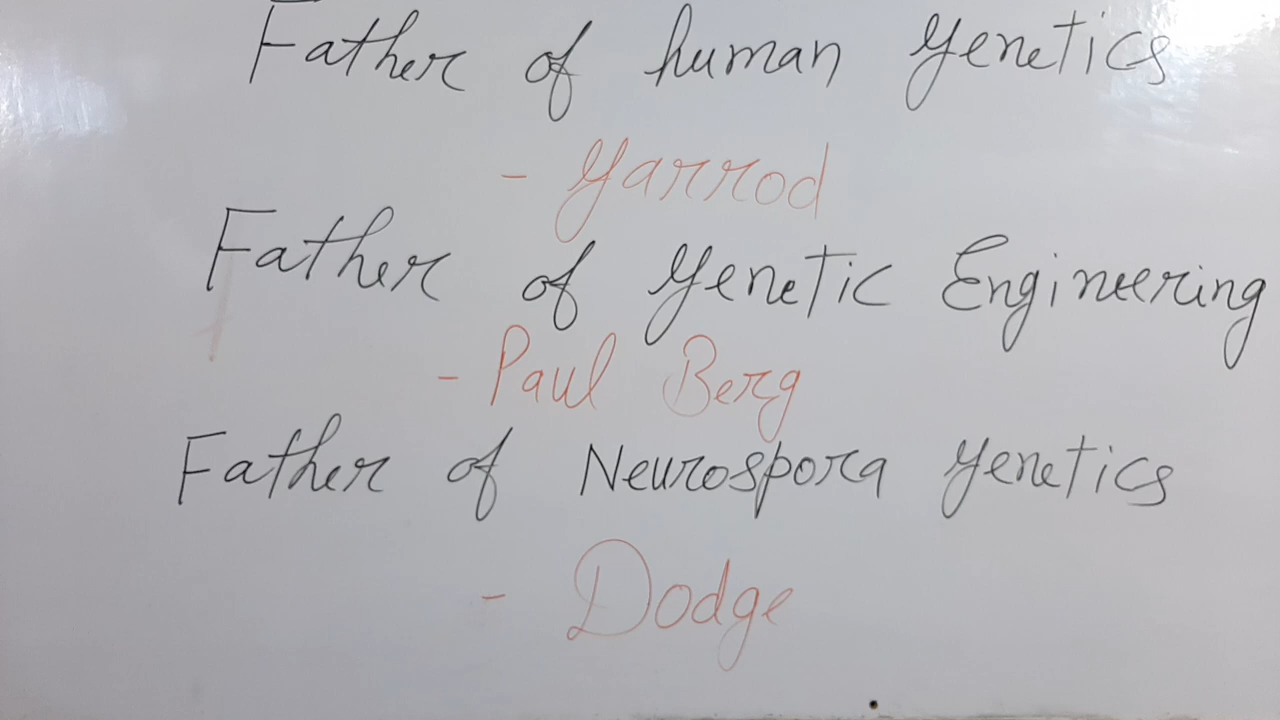 Father of human Genetics
- Garrod
Father of Genetic Engineering
- Paul Berg
Father of Neurospora Genetics
- Dodge